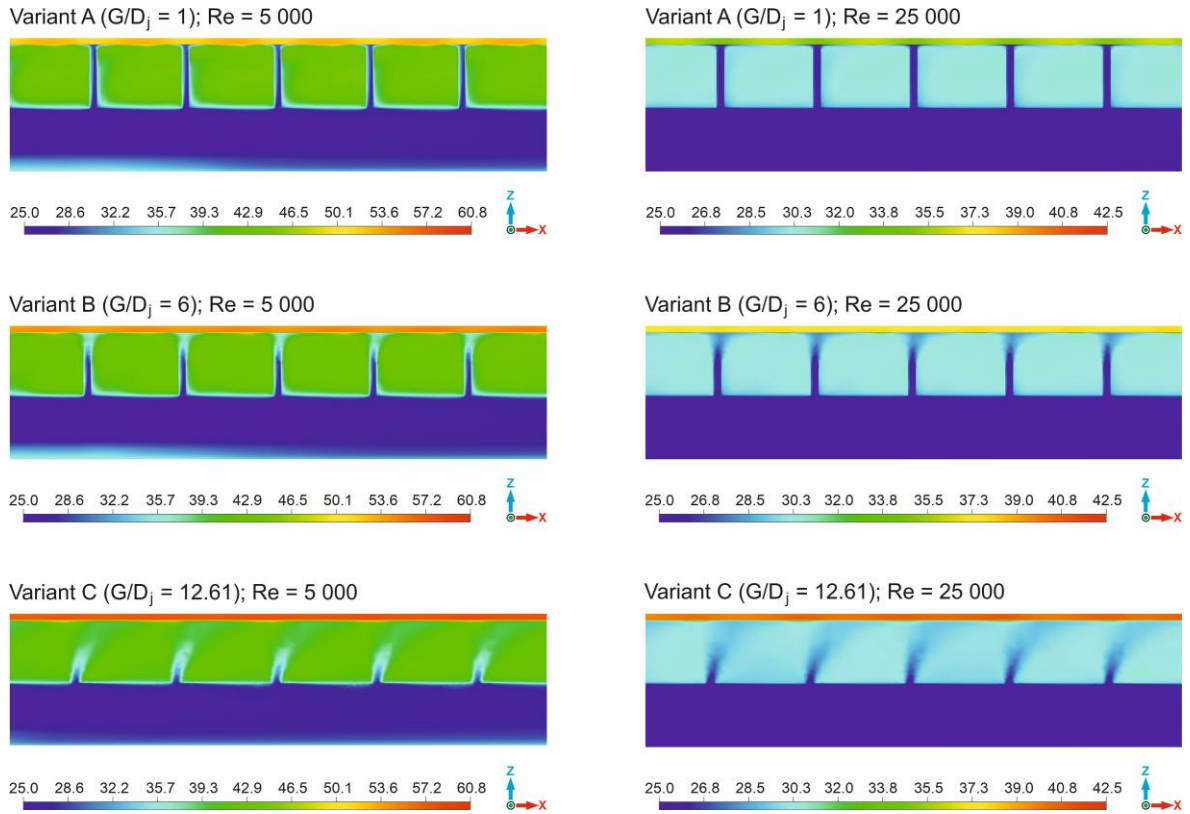 Variant A (G/Dj = 1); Re = 5 000
25.0 28.6 32.2 35.7 39.3 42.9 46.5 50.1 53.6 57.2 60.8
Z
X
Variant A (G/Dj = 1); Re = 25 000
25.0 26.8 28.5 30.3 32.0 33.8 35.5 37.3 39.0 40.8 42.5
Z
X
Variant B (G/Dj = 6); Re = 5 000
25.0 28.6 32.2 35.7 39.3 42.9 46.5 50.1 53.6 57.2 60.8
Z
X
Variant B (G/Dj = 6); Re = 25 000
25.0 26.8 28.5 30.3 32.0 33.8 35.5 37.3 39.0 40.8 42.5
Z
X
Variant C (G/Dj = 12.61); Re = 5 000
25.0 28.6 32.2 35.7 39.3 42.9 46.5 50.1 53.6 57.2 60.8
Z
X
Variant C (G/Dj = 12.61); Re = 25 000
25.0 26.8 28.5 30.3 32.0 33.8 35.5 37.3 39.0 40.8 42.5
Z
X